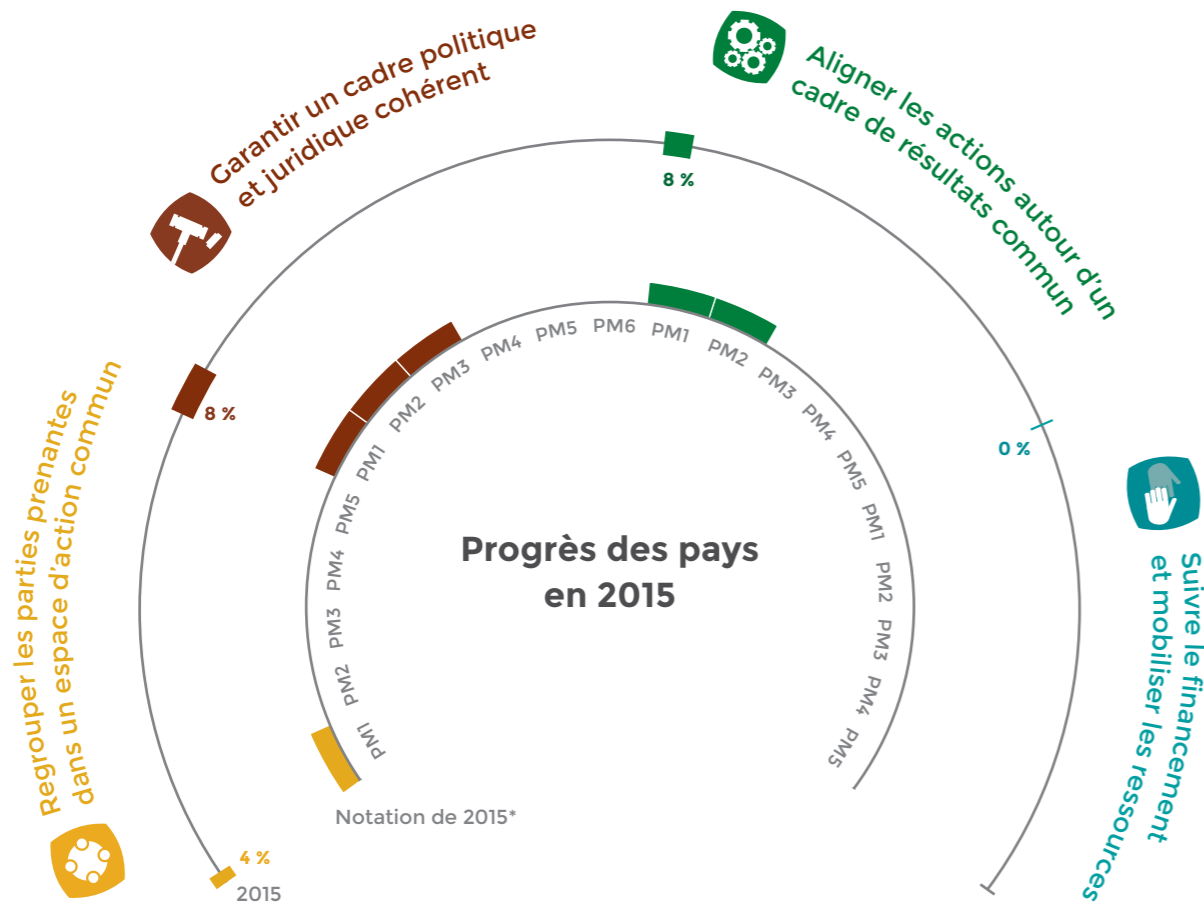 Garantir un cadre politique
et juridique cohérent
Aligner les actions autour d'un
cadre de résultats commun
Regrouper les parties prenantes
dans un espace d'action commun
Suivre le financement
et mobiliser les ressources
8 %
8 %
0 %
4 %
2015
PM1
PM2
PM3
PM4
PM5
PM1
PM2
PM3
PM4
PM5
PM6
PM1
PM2
PM3
PM4
PM5
PM1
PM2
PM3
PM4
PM5
Progrès des pays
en 2015
Notation de 2015*